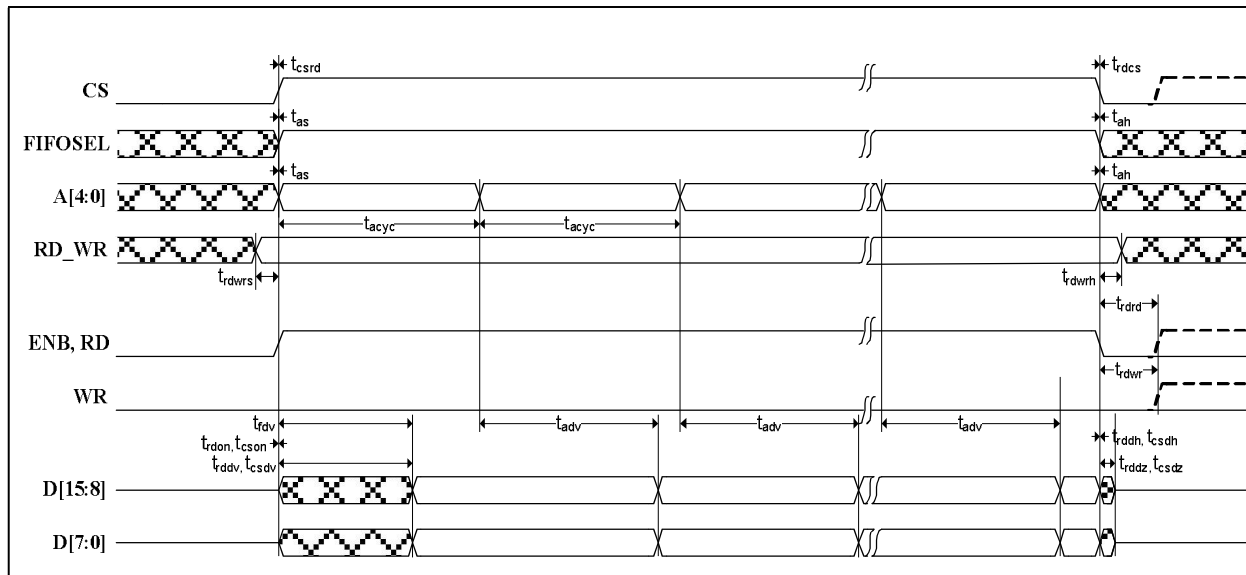 tcsrd
trdcs
CS
tas
tah
FIFOSEL
tas
tah
A[4:0]
tacyc
tacyc
RD_WR
trdwrs
trdwrh
trdrd
ENB, RD
trdwr
WR
tfdv
tadv
tadv
tadv
trdon, tcson
trddh, tcsdh
trddv, tcsdv
trddz, tcsdz
D[15:8]
D[7:0]